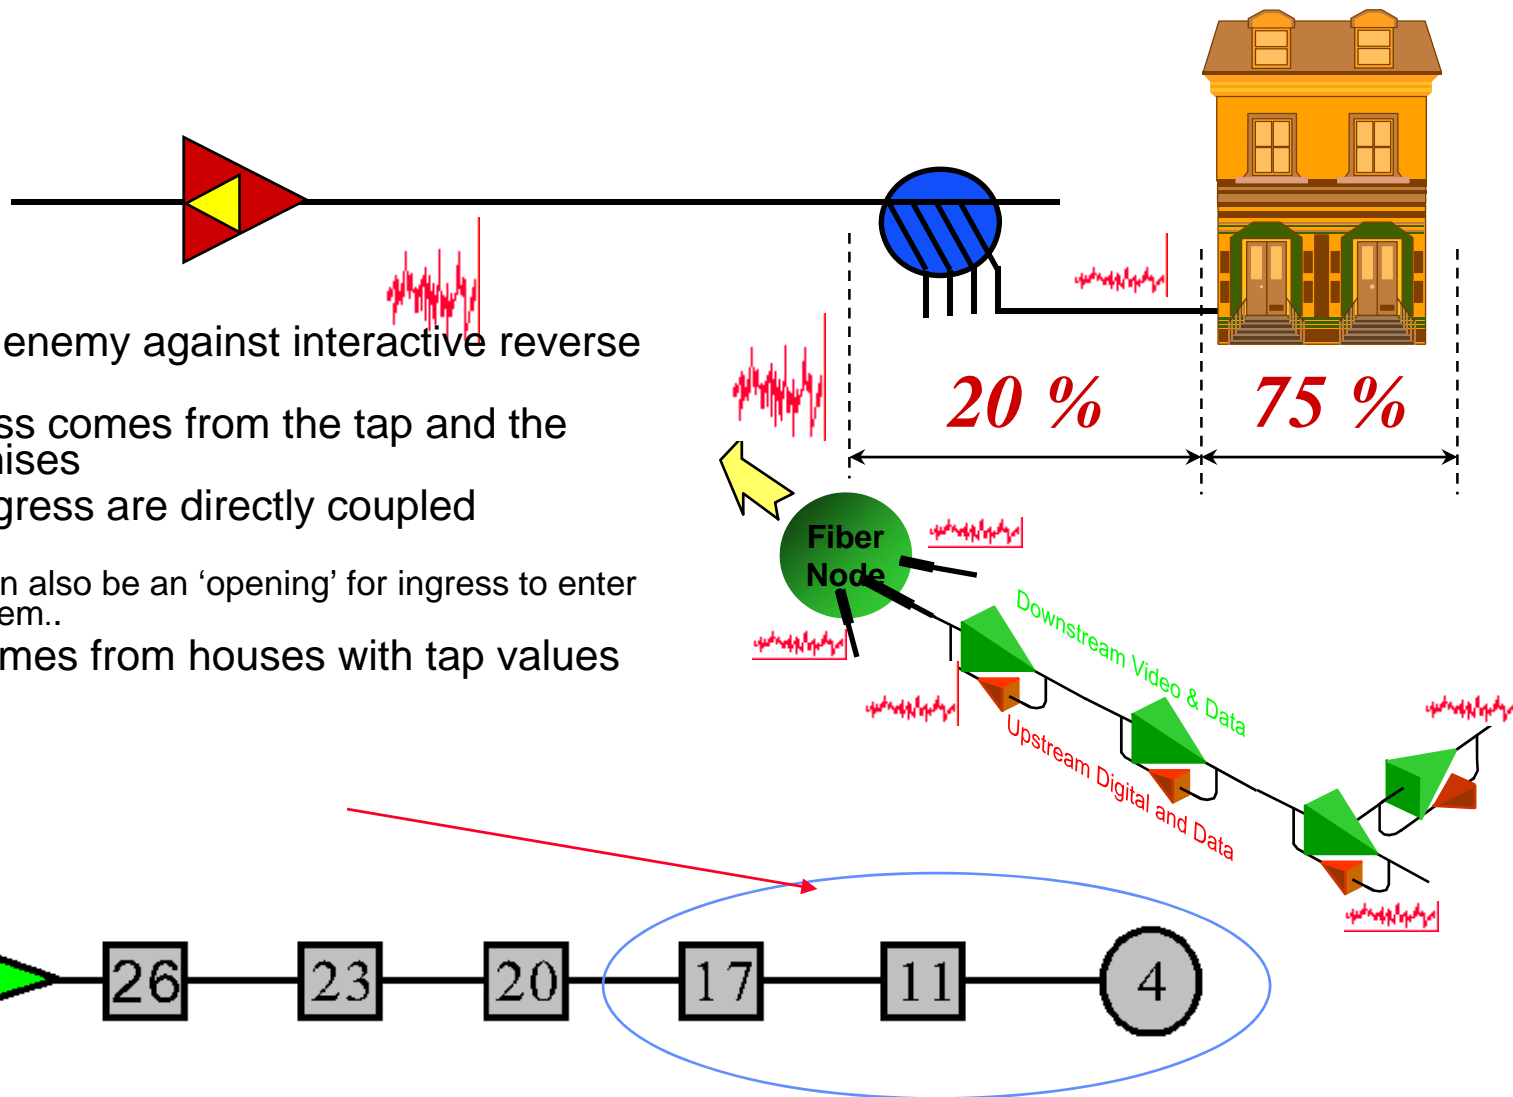 enemy against interactive reverse
ss comes from the tap and the
nises
gress are directly coupled
n also be an ‘opening’ for ingress to enter
em..
mes from houses with tap values
20 %
75 %
Fiber
Node
Downstream Video & Data
Upstream Digital and Data
26
23
20
17
11
4